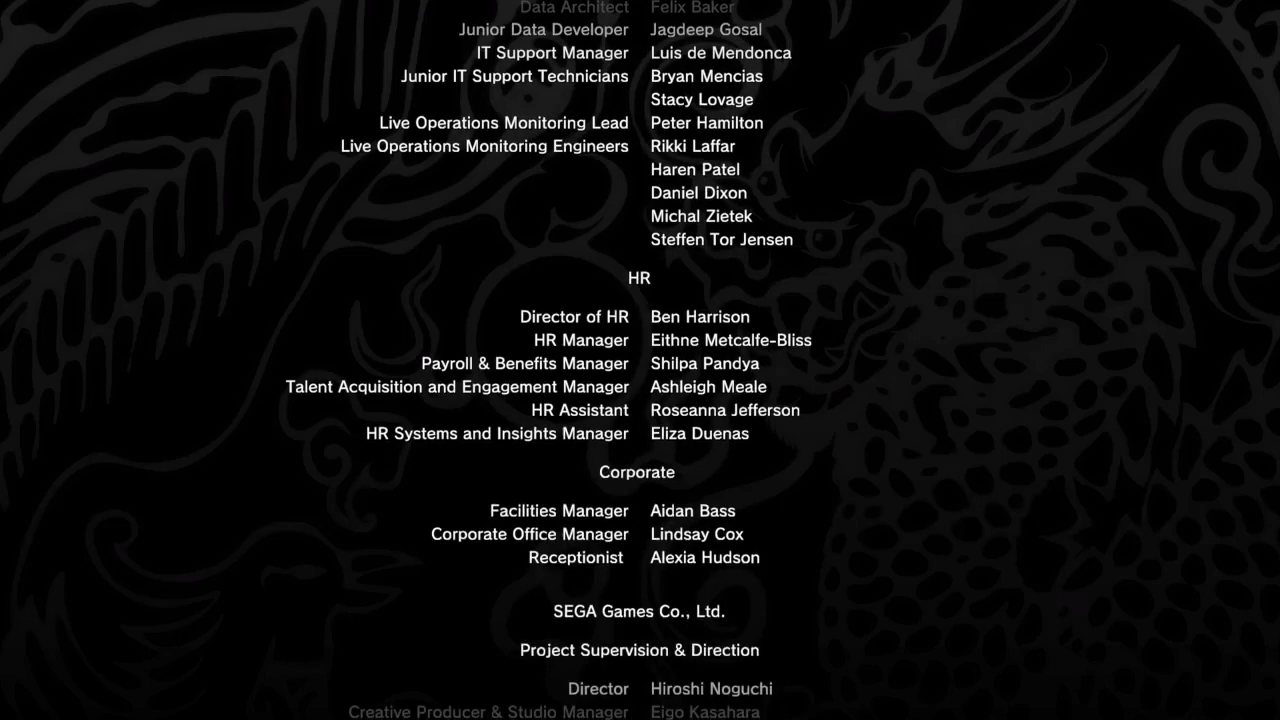 Data Architect Felix Baker
Junior Data Developer Jagdeep Gosal
IT Support Manager Luis de Mendonca
Junior IT Support Technicians Bryan Mencias
Stacy Lovage
Live Operations Monitoring Lead Peter Hamilton
Live Operations Monitoring Engineers Rikki Laffar
Haren Patel
Daniel Dixon
Michal Zietek
Steffen Tor Jensen
HR
Director of HR Ben Harrison
HR Manager Eithne Metcalfe-Bliss
Payroll & Benefits Manager Shilpa Pandya
Talent Acquisition and Engagement Manager Ashleigh Meale
HR Assistant Roseanna Jefferson
HR Systems and Insights Manager Eliza Duenas
Corporate
Facilities Manager Aidan Bass
Corporate Office Manager Lindsay Cox
Receptionist Alexia Hudson
SEGA Games Co., Ltd.
Project Supervision & Direction
Director Hiroshi Noguchi
Creative Producer & Studio Manager Eigo Kasahara